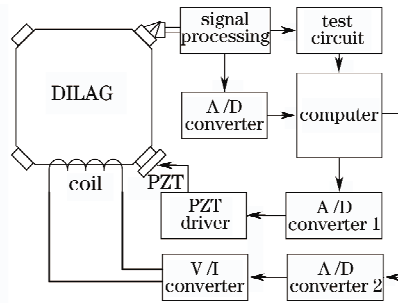 signal
processing
test
circuit
DILAG
A/D
converter
computer
coil
PZT
PZT
driver
A/D
converter 1
V/I
converter
A/D
converter 2